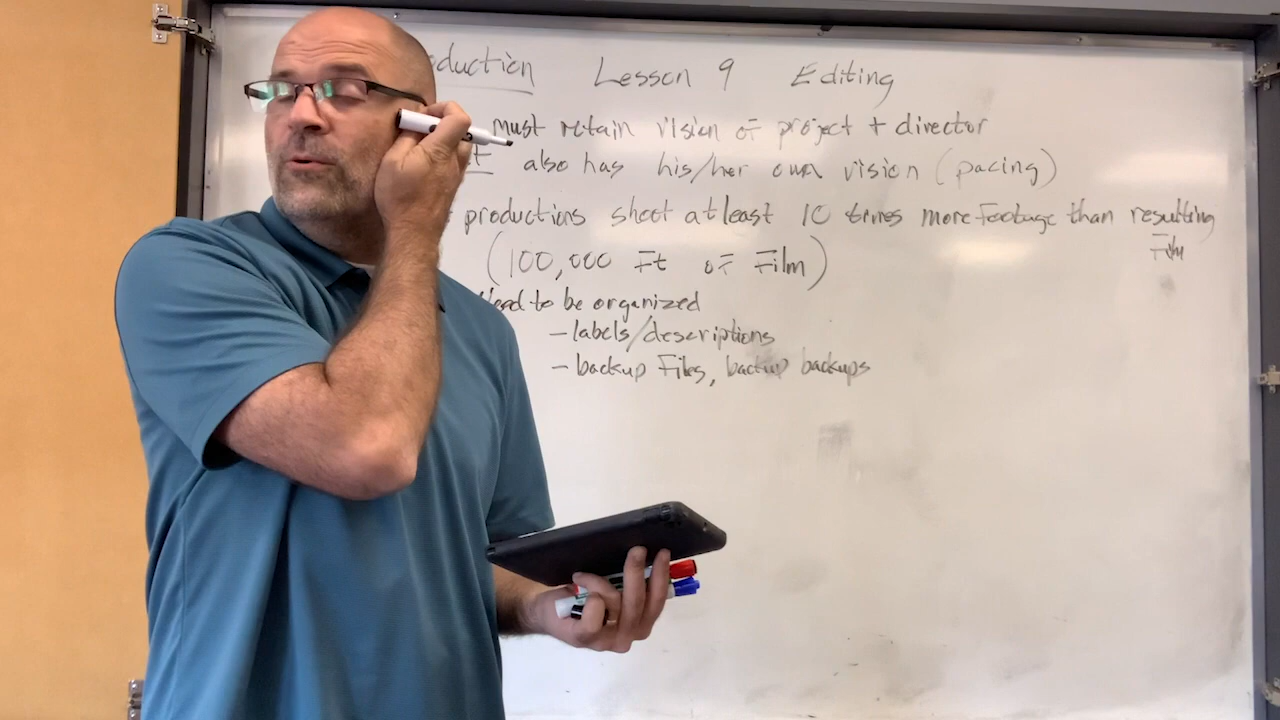 oduction Lesson 9 Editing
must retain vision of project + director
also has his/her own vision (pacing)
productions shoot at least 10 times more footage than resulting
Film
(100,000 Ft of Film)
Need to be organized
- labels/descriptions
- backup Files, backup backups